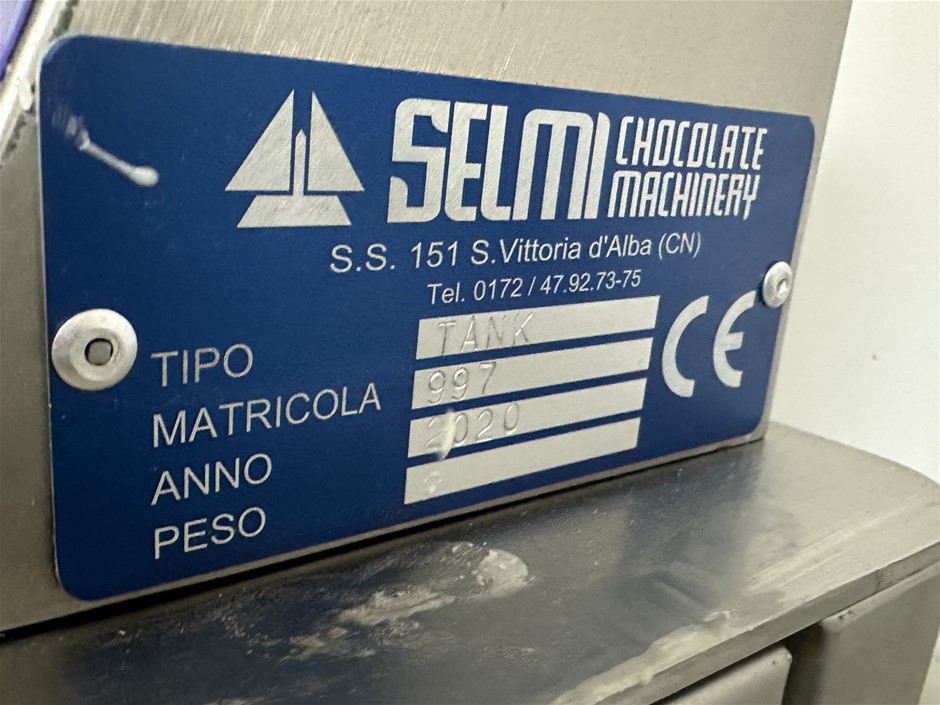 SELMI CHOCOLATE MACHINERY
S.S. 151 S.Vittoria d'Alba (CN)
Tel. 0172 / 47.92.73-75
TIPO TANK
MATRICOLA 997
ANNO 2020
PESO
CE